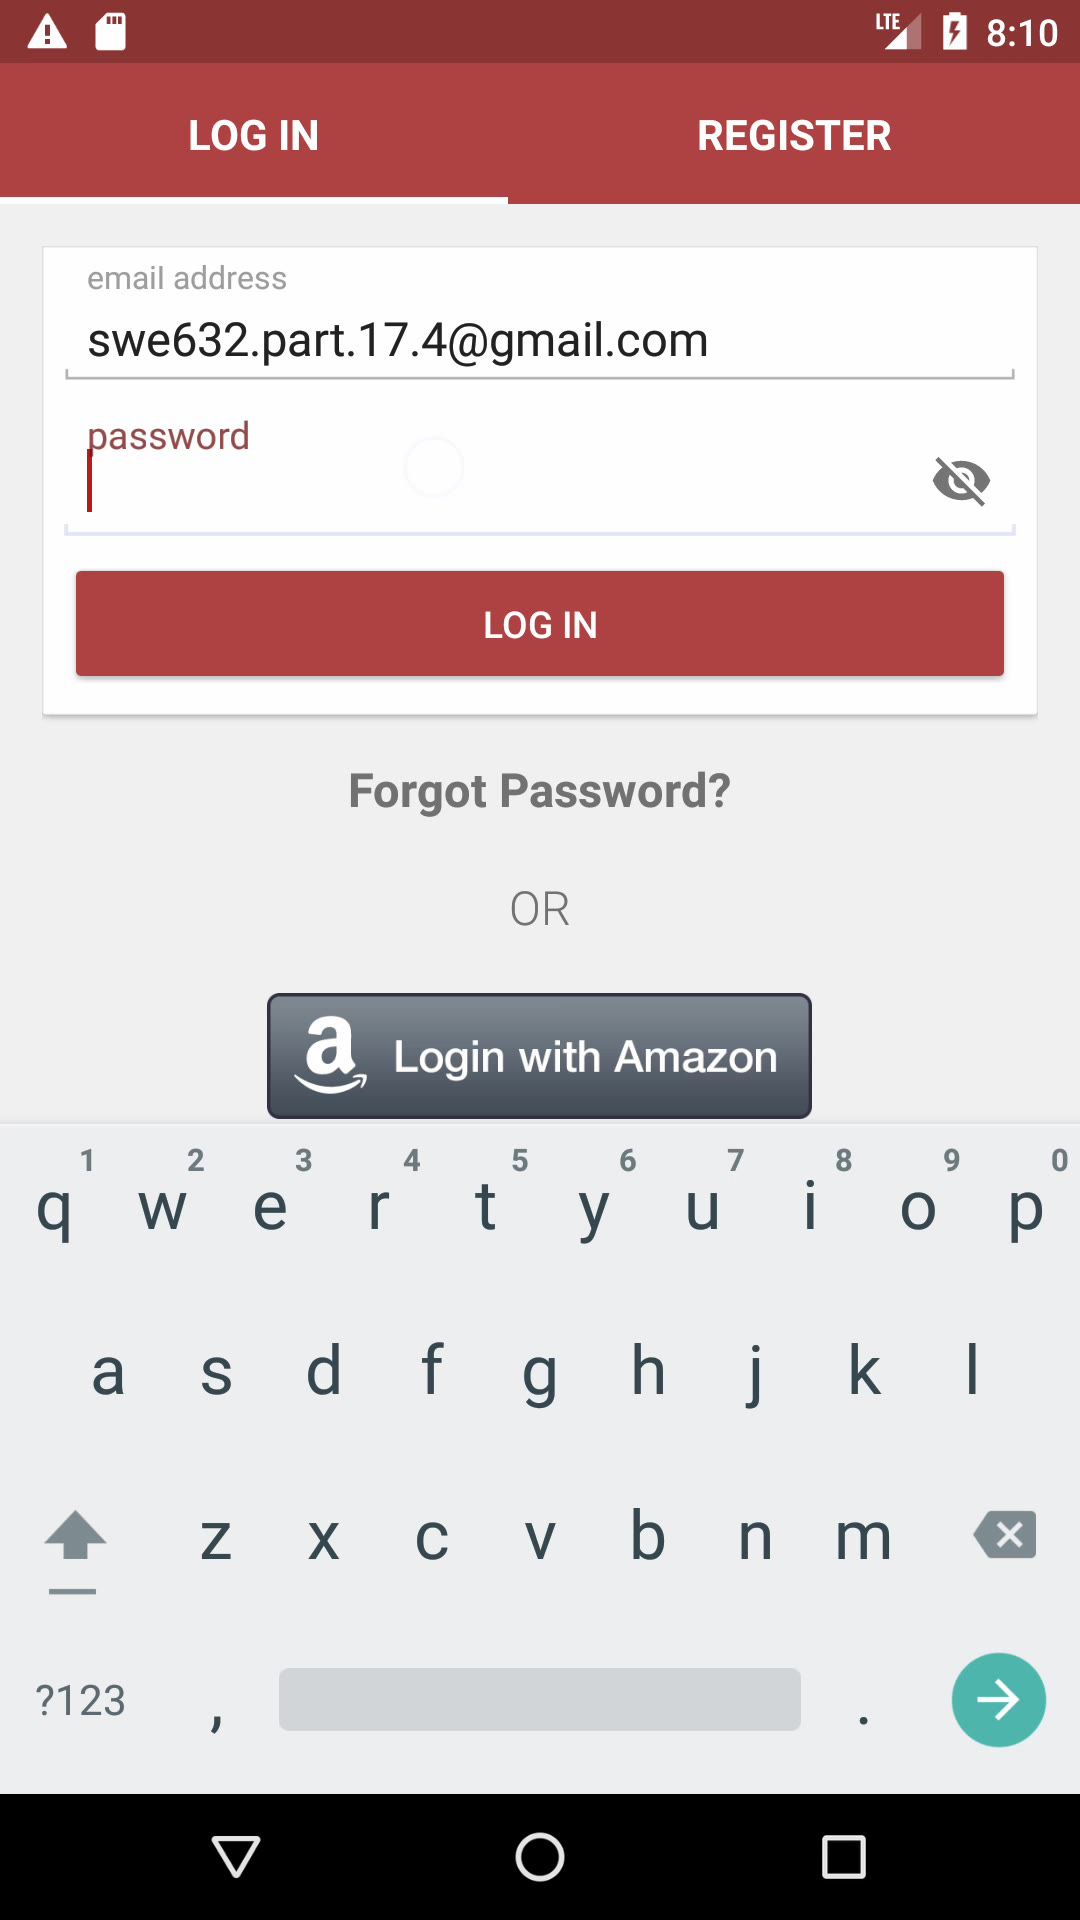 LTE 8:10
LOG IN REGISTER
email address
swe632.part.17.4@gmail.com
password
LOG IN
Forgot Password?
OR
a Login with Amazon
1 2 3 4 5 6 7 8 9 0
q w e r t y u i o p
a s d f g h j k l
z x c v b n m
?123 , .